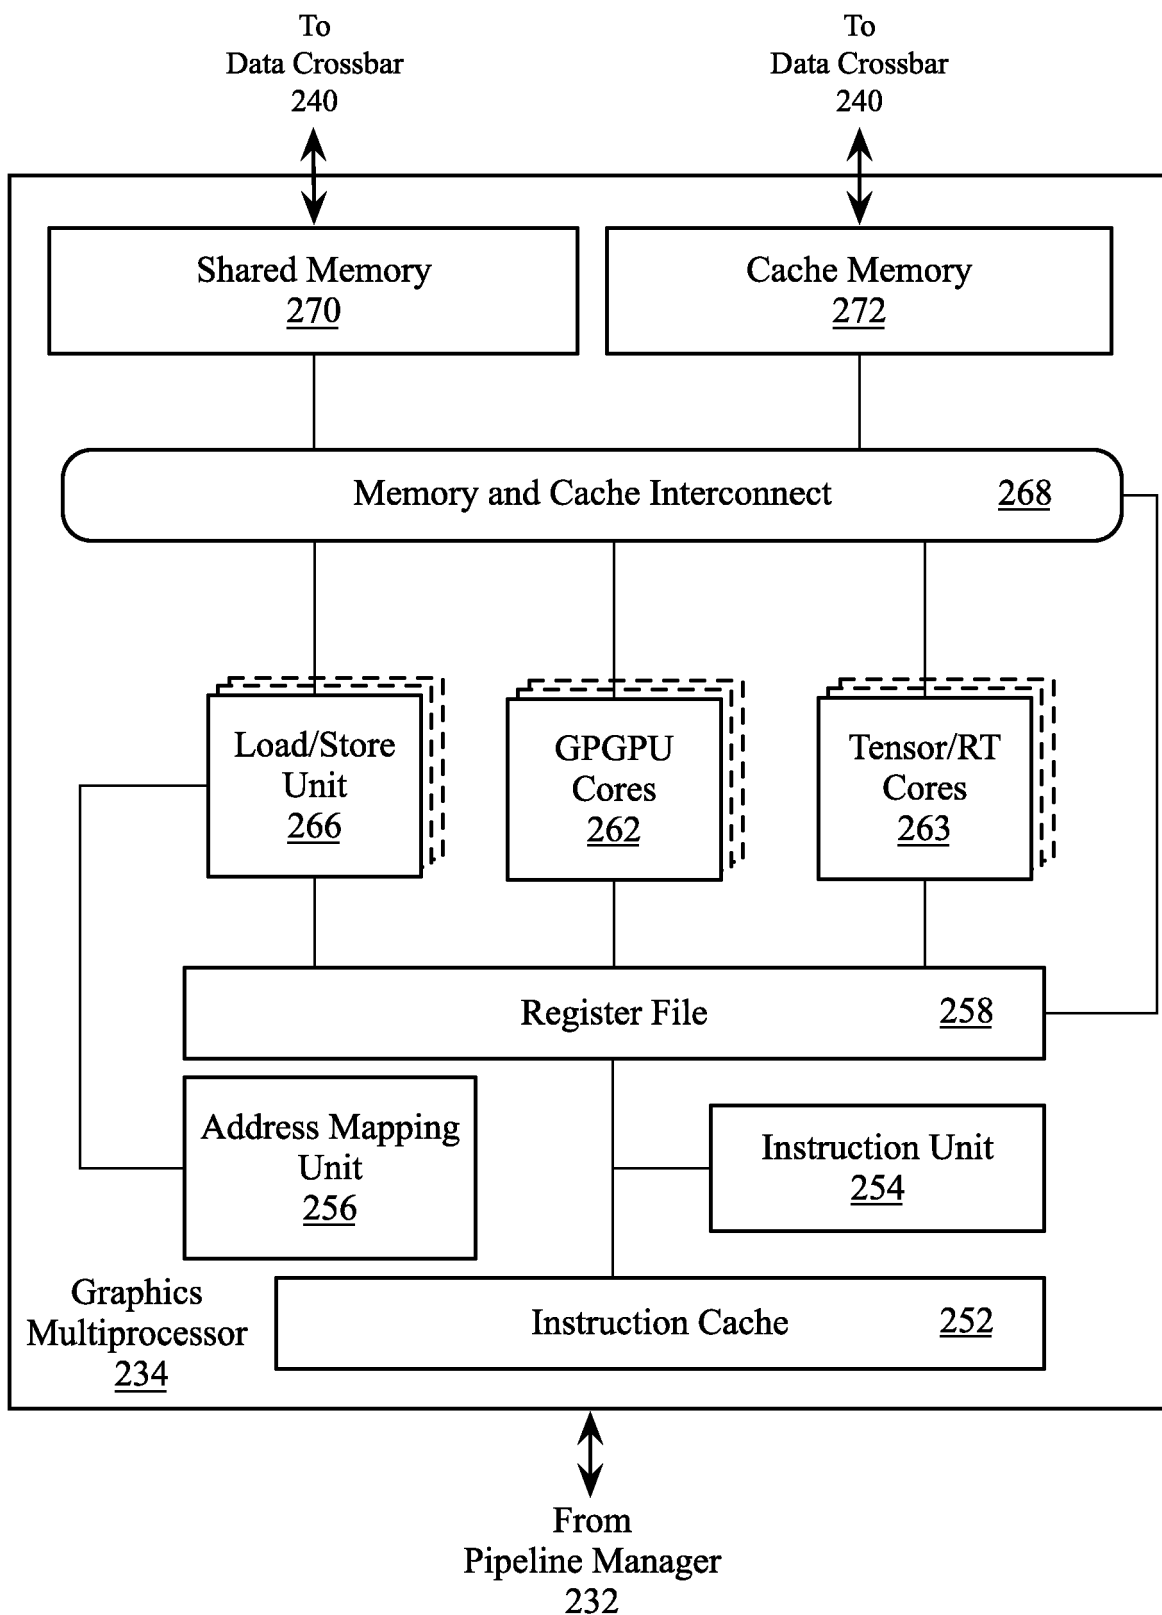 To
Data Crossbar
240
To
Data Crossbar
240
Shared Memory
270
Cache Memory
272
Memory and Cache Interconnect 268
Load/Store
Unit
266
GPGPU
Cores
262
Tensor/RT
Cores
263
Register File 258
Address Mapping
Unit
256
Instruction Unit
254
Graphics
Multiprocessor
234
Instruction Cache 252
From
Pipeline Manager
232